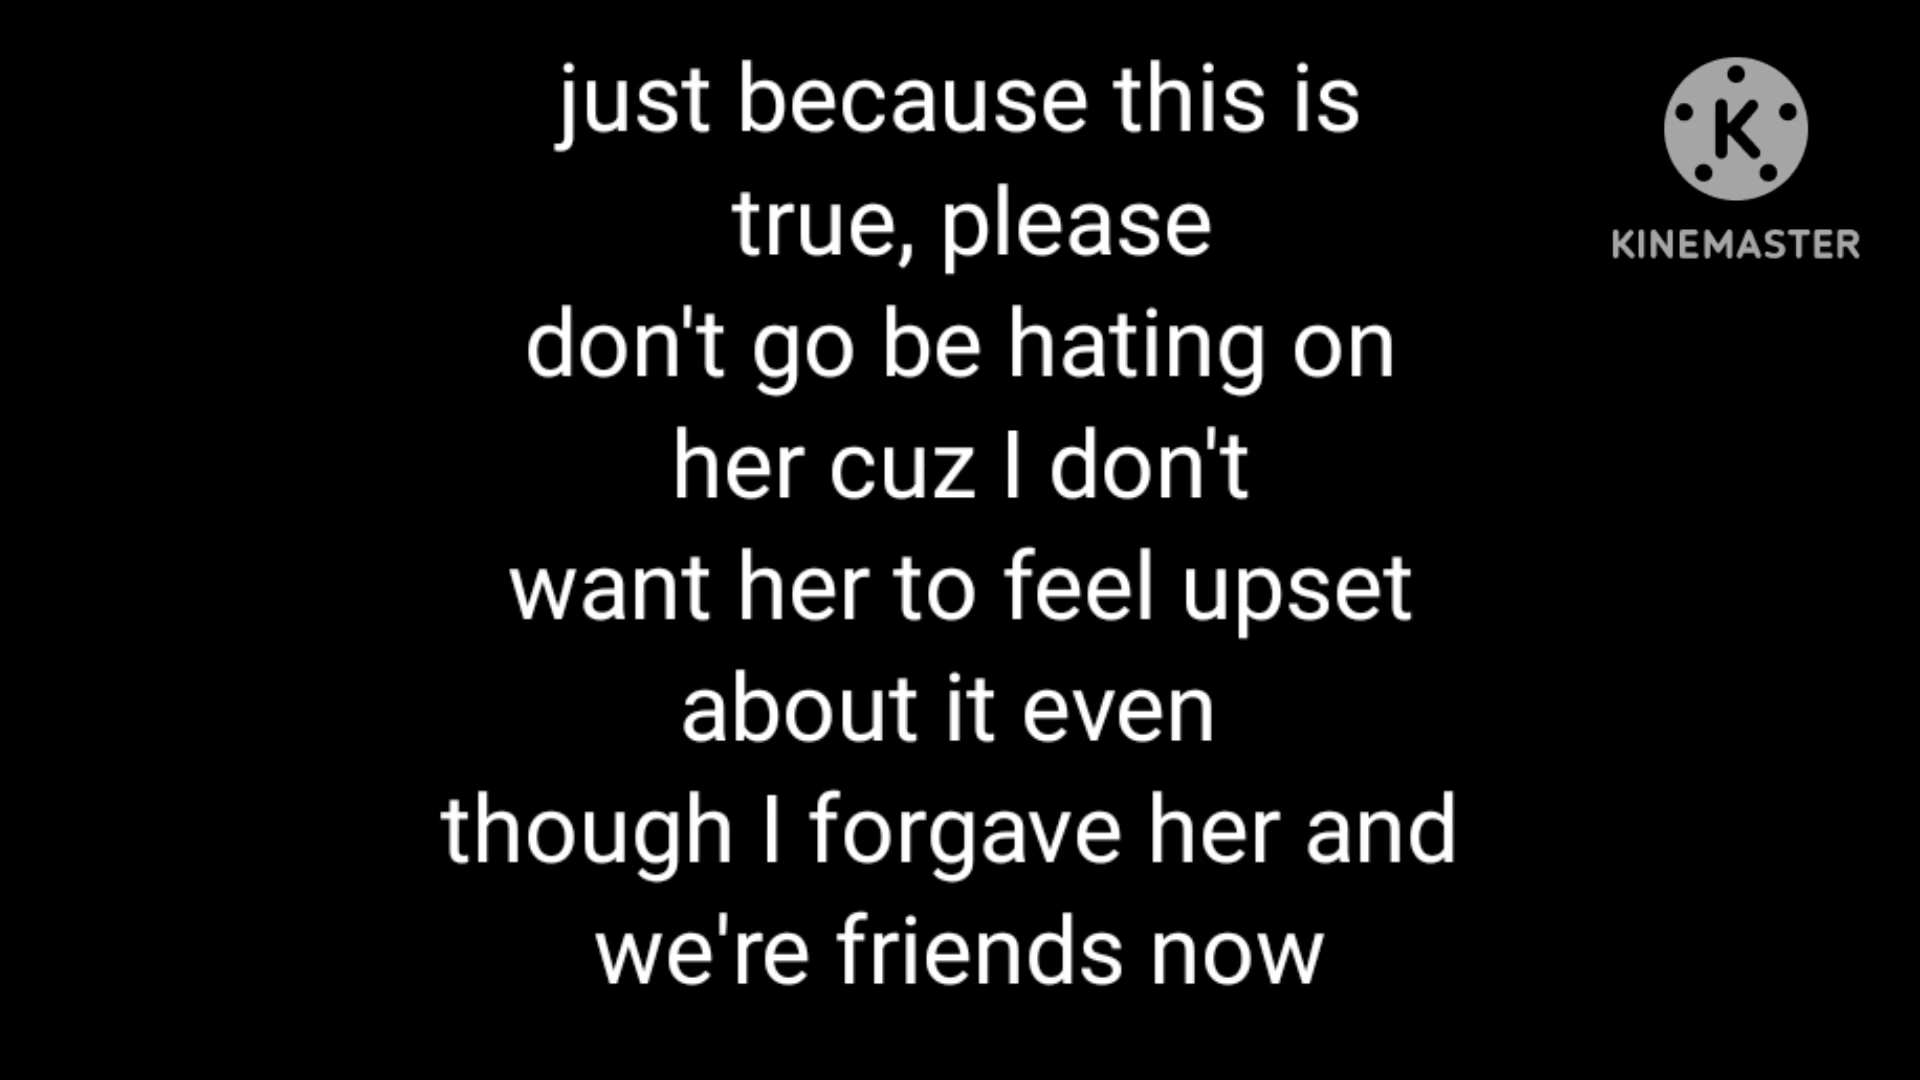 just because this is
true, please
don't go be hating on
her cuz I don't
want her to feel upset
about it even
though I forgave her and
we're friends now
K
KINEMASTER